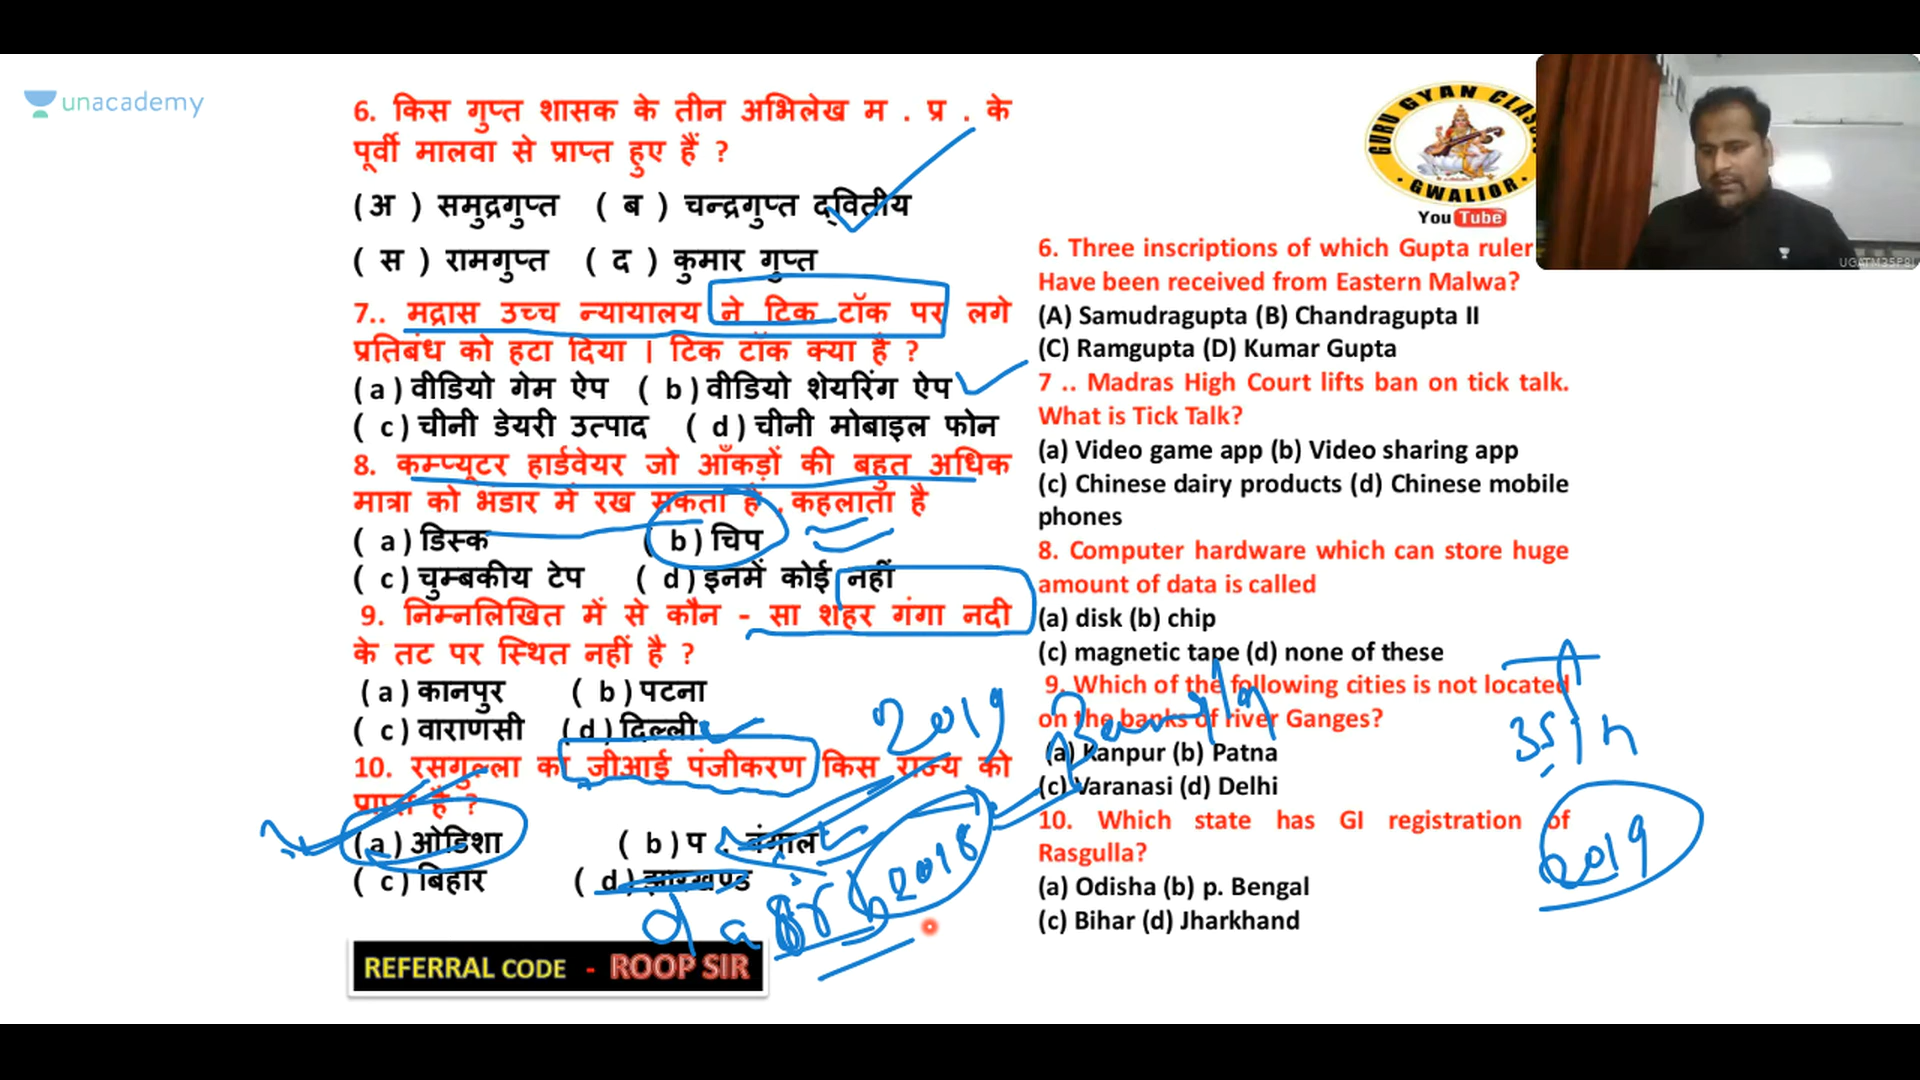 unacademy
6. किस गुप्त शासक के तीन अभिलेख म . प्र . के
पूर्वी मालवा से प्राप्त हुए हैं ?
(अ ) समुद्रगुप्त ( ब ) चन्द्रगुप्त द्वितीय
( स ) रामगुप्त ( द ) कुमार गुप्त
7.. मद्रास उच्च न्यायालय ने टिक टॉक पर लगे
प्रतिबंध को हटा दिया । टिक टॉक क्या है ?
(a) वीडियो गेम ऐप ( b) वीडियो शेयरिंग ऐप
( c) चीनी डेयरी उत्पाद ( d) चीनी मोबाइल फोन
8. कम्प्यूटर हार्डवेयर जो आँकड़ों की बहुत अधिक
मात्रा को भंडार में रख सकता है . कहलाता है
( a) डिस्क ( b) चिप
( c) चुम्बकीय टेप ( d) इनमें कोई नहीं
9. निम्नलिखित में से कौन - सा शहर गंगा नदी
के तट पर स्थित नहीं है ?
(a) कानपुर ( b) पटना
( c) वाराणसी (d) दिल्ली
10. रसगुल्ला का जीआई पंजीकरण किस राज्य को
प्राप्त है ?
(a) ओडिशा ( b) प . बंगाल
( c) बिहार ( d) झारखण्ड
2019
2018
REFERRAL CODE - ROOP SIR
GURU GYAN CLASSES
GWALIOR
You Tube
6. Three inscriptions of which Gupta ruler
Have been received from Eastern Malwa?
(A) Samudragupta (B) Chandragupta II
(C) Ramgupta (D) Kumar Gupta
7 .. Madras High Court lifts ban on tick talk.
What is Tick Talk?
(a) Video game app (b) Video sharing app
(c) Chinese dairy products (d) Chinese mobile
phones
8. Computer hardware which can store huge
amount of data is called
(a) disk (b) chip
(c) magnetic tape (d) none of these
9. Which of the following cities is not located
on the banks of river Ganges?
(a) Kanpur (b) Patna
(c) Varanasi (d) Delhi
10. Which state has GI registration of
Rasgulla?
(a) Odisha (b) p. Bengal
(c) Bihar (d) Jharkhand
2019